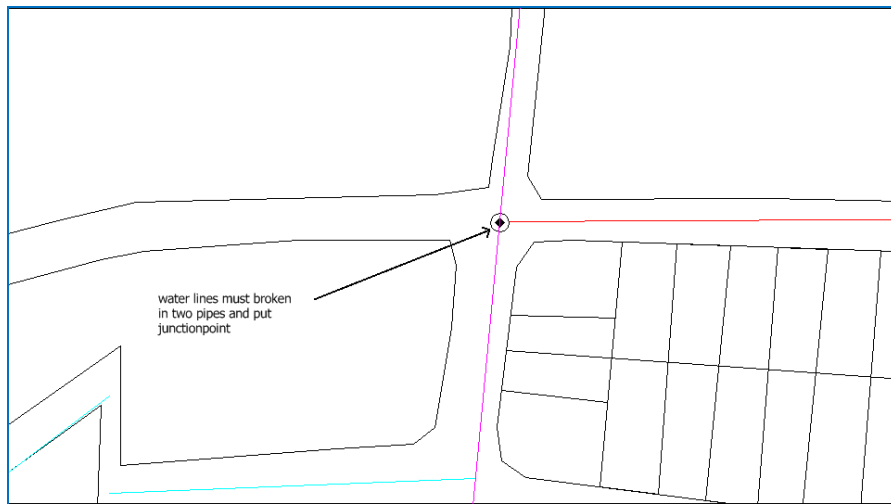 water lines must broken
in two pipes and put
junctionpoint